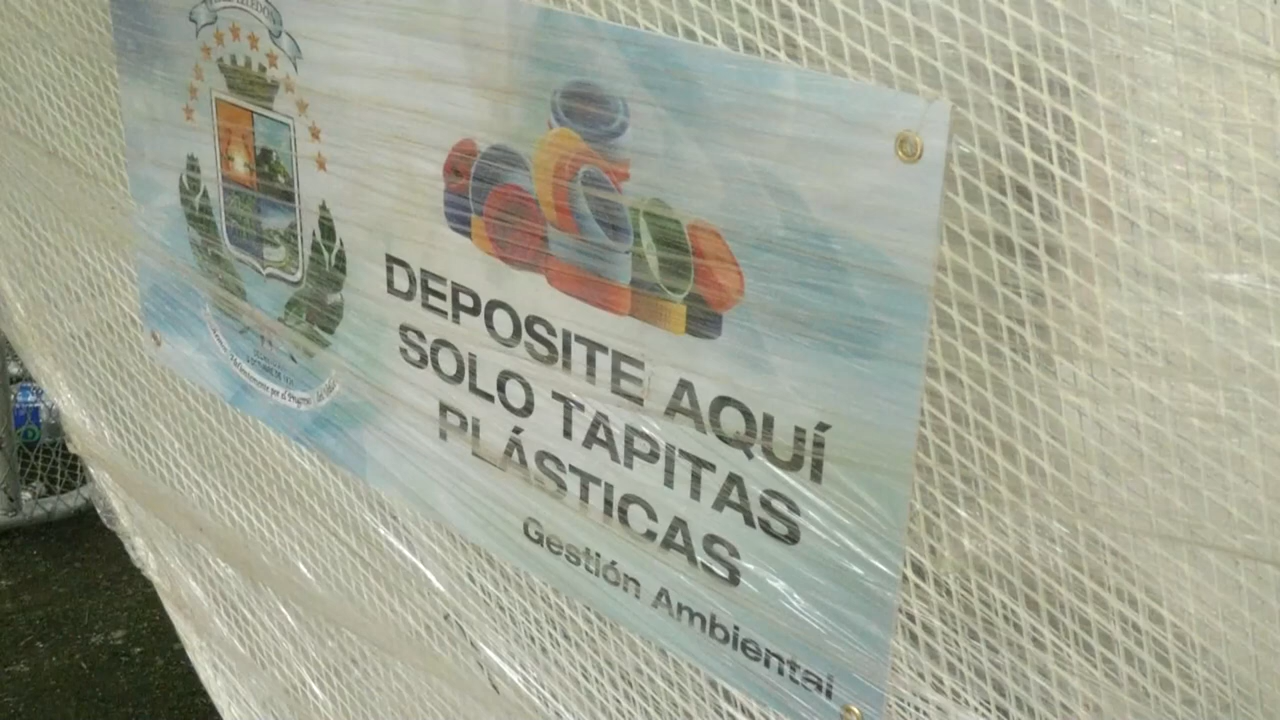 DEPOSITE AQUÍ
SOLO TAPITAS
PLÁSTICAS
Gestión Ambiental